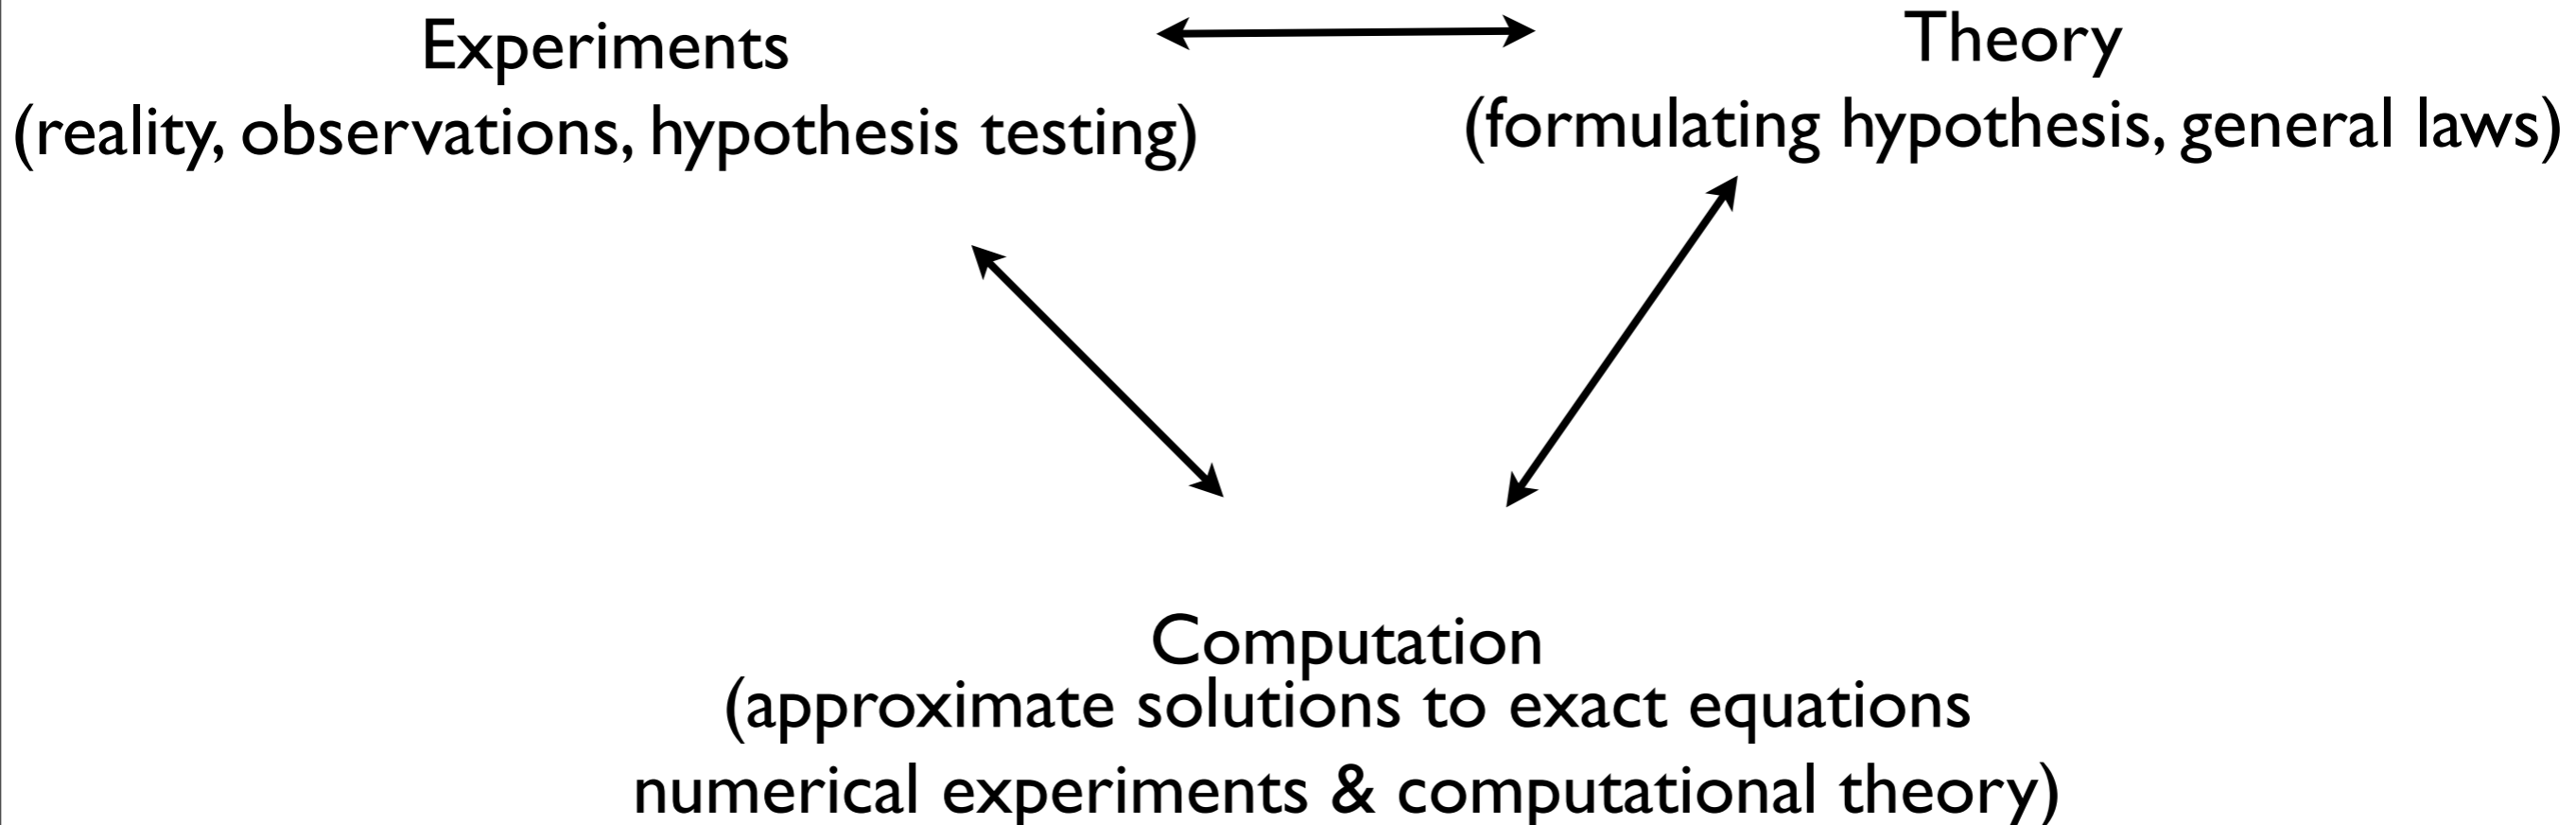 Experiments
(reality, observations, hypothesis testing)
Theory
(formulating hypothesis, general laws)
Computation
(approximate solutions to exact equations
numerical experiments & computational theory)